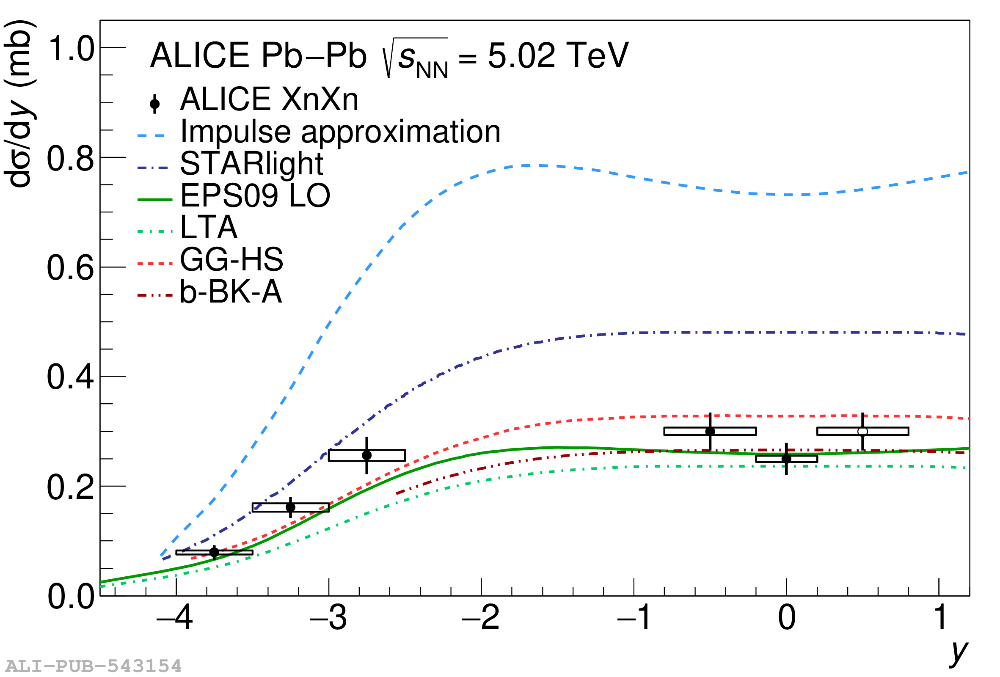 dσ/dy (mb)
1.0
0.8
0.6
0.4
0.2
0.0
ALICE Pb−Pb √sNN = 5.02 TeV
ALICE XnXn
Impulse approximation
STARlight
EPS09 LO
LTA
GG-HS
b-BK-A
−4 −3 −2 −1 0 1
y
ALI−PUB−543154